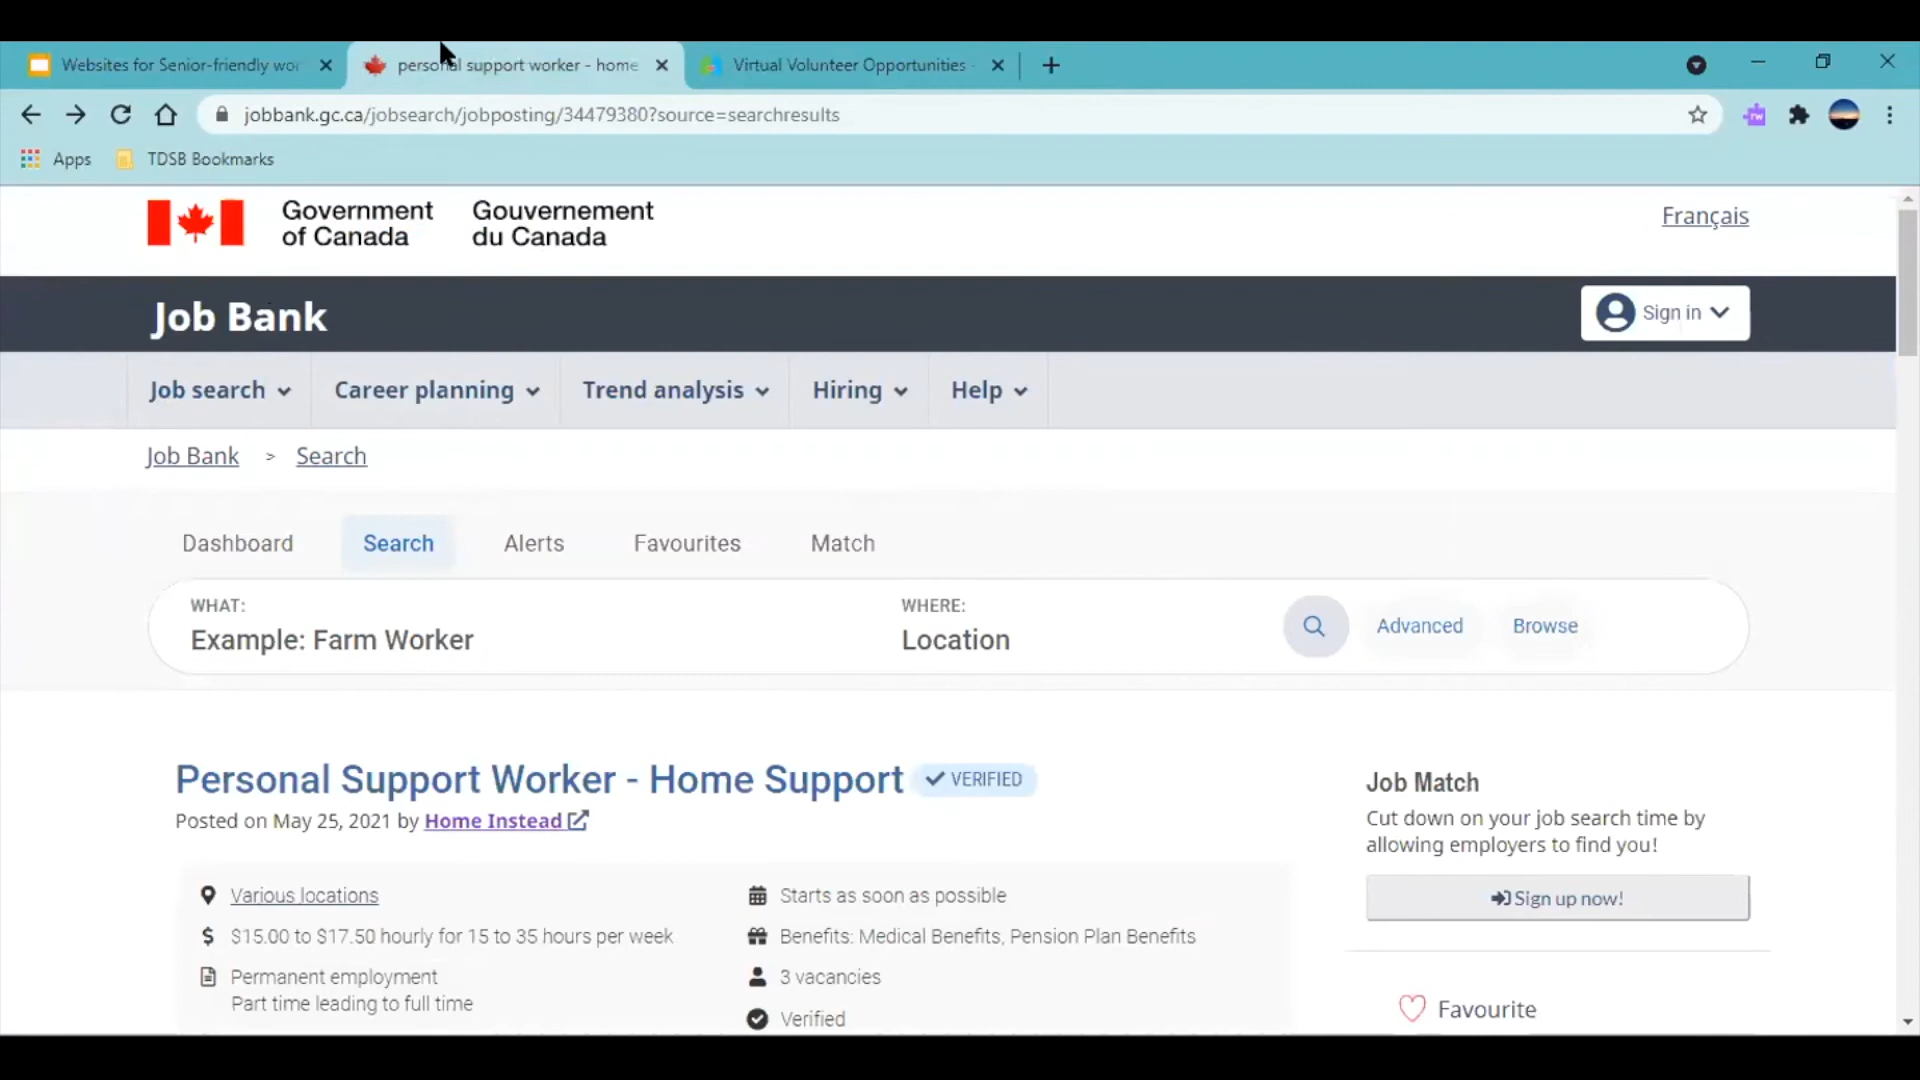 Websites for Senior-friendly wor
personal support worker - home
Virtual Volunteer Opportunities -
jobbank.gc.ca/jobsearch/jobposting/34479380?source=searchresults
rw
Apps
TDSB Bookmarks
Government of Canada
Gouvernement du Canada
Français
Job Bank
Sign in
Job search
Career planning
Trend analysis
Hiring
Help
Job Bank > Search
Dashboard
Search
Alerts
Favourites
Match
WHAT:
Example: Farm Worker
WHERE:
Location
Advanced
Browse
Personal Support Worker - Home Support
VERIFIED
Posted on May 25, 2021 by Home Instead
Various locations
$15.00 to $17.50 hourly for 15 to 35 hours per week
Permanent employment
Part time leading to full time
Starts as soon as possible
Benefits: Medical Benefits, Pension Plan Benefits
3 vacancies
Verified
Job Match
Cut down on your job search time by
allowing employers to find you!
Sign up now!
Favourite